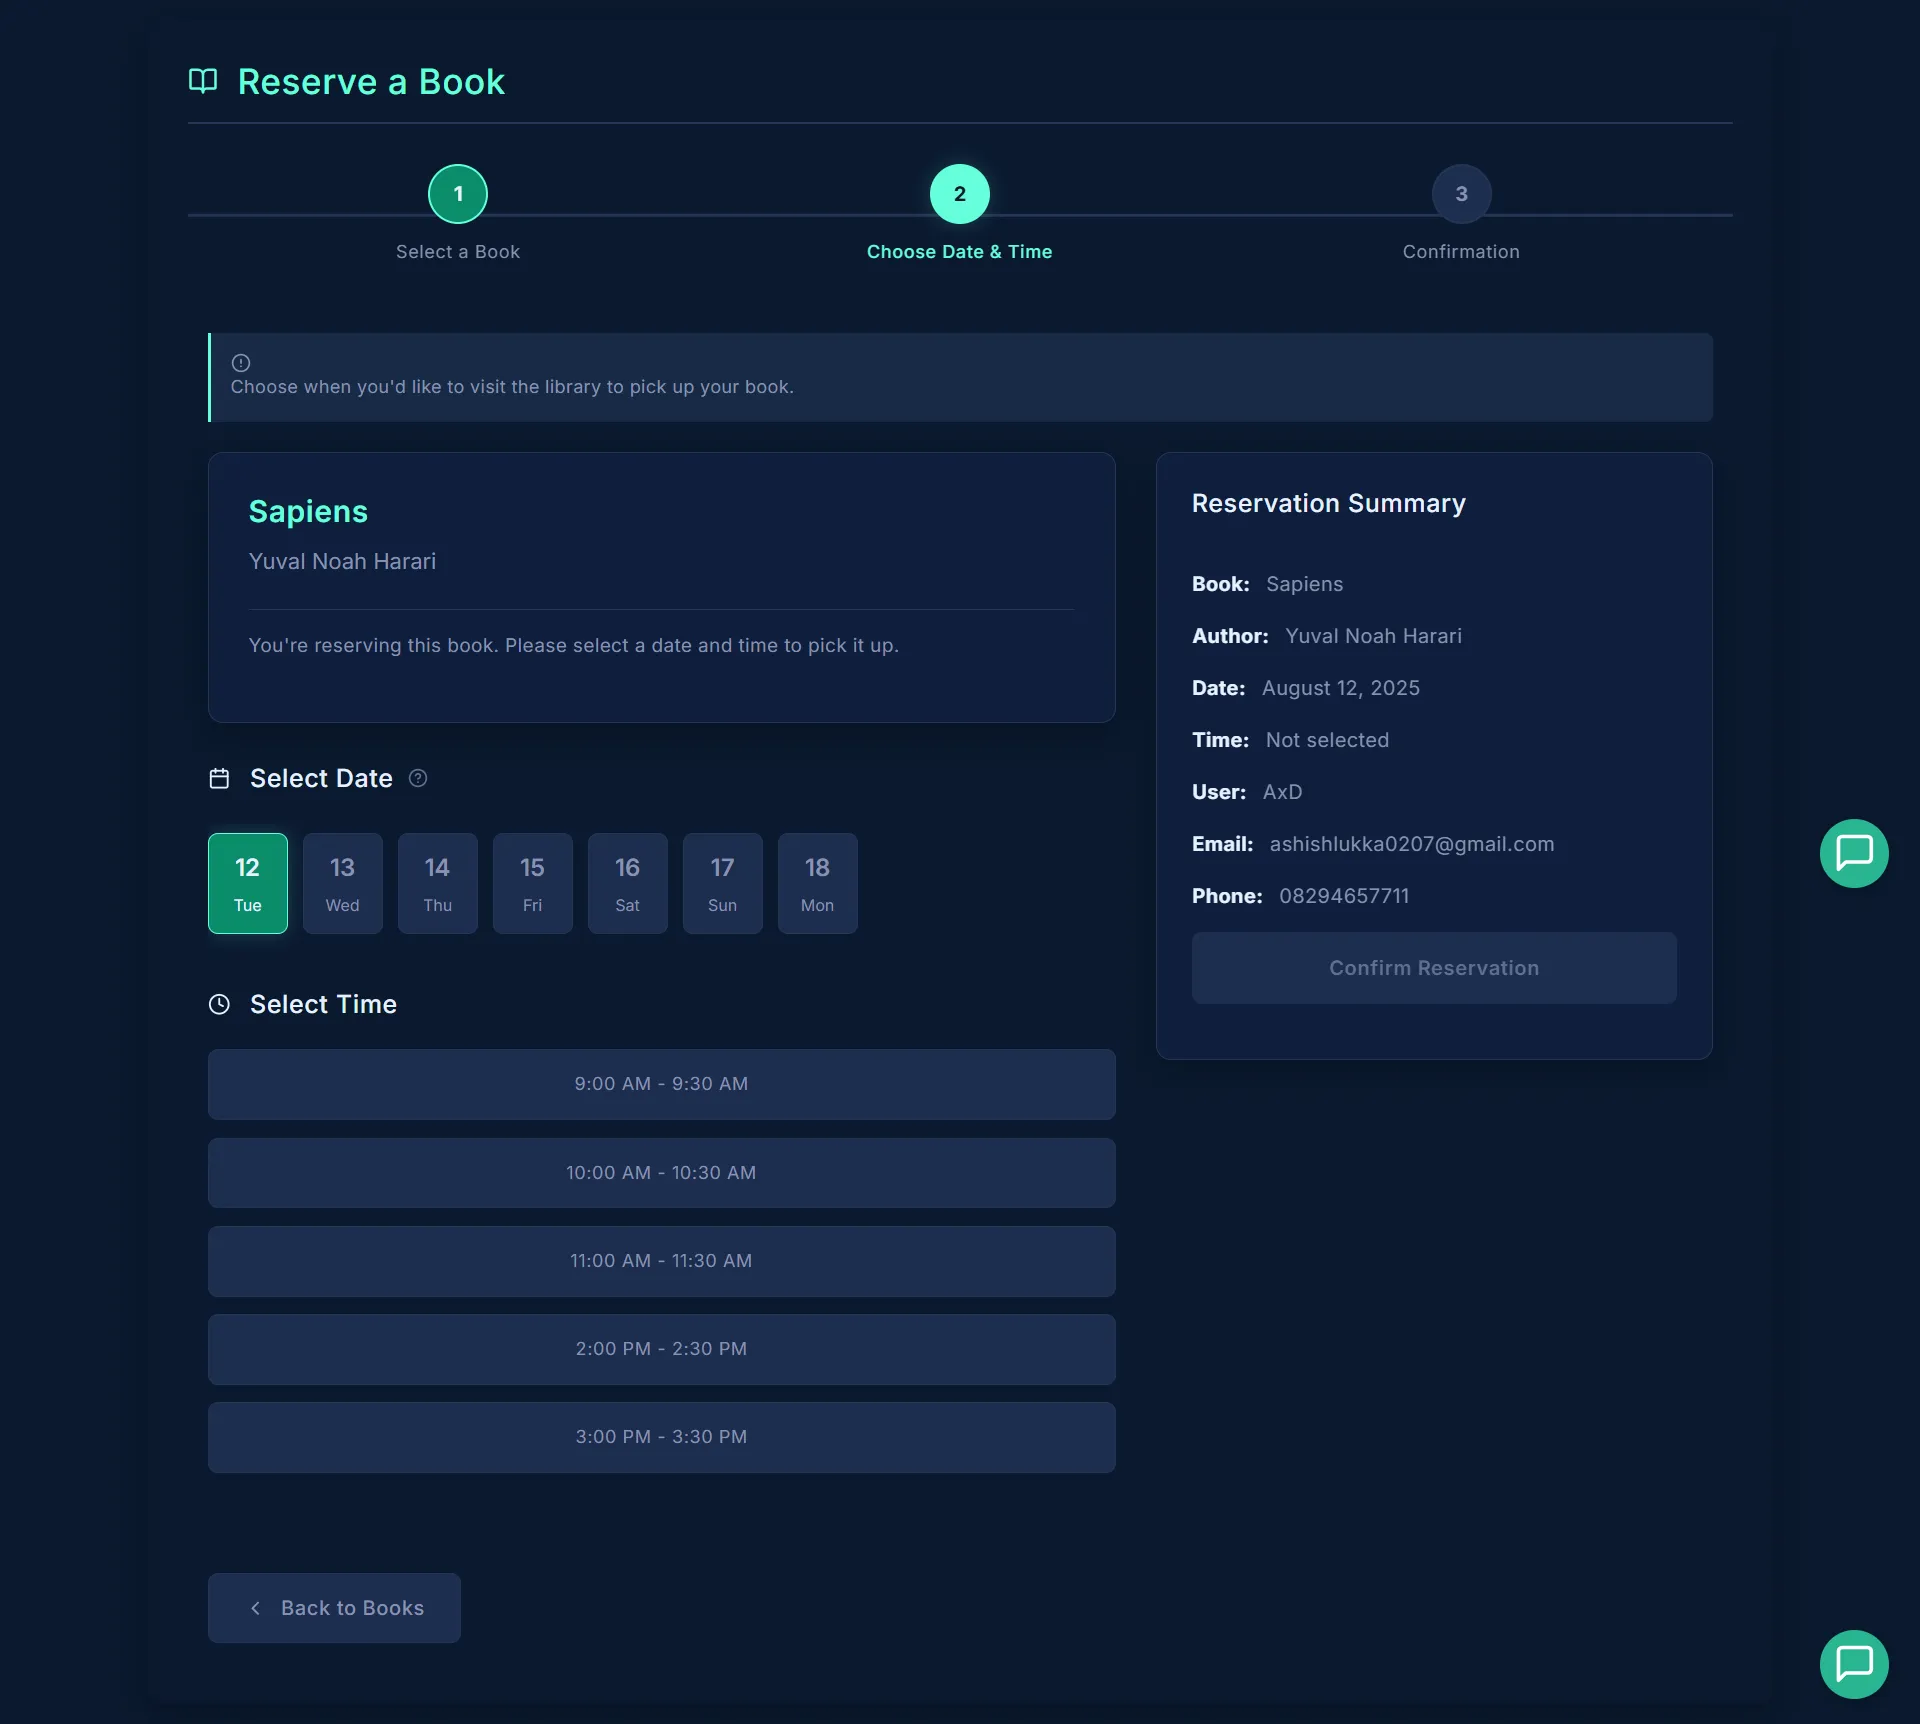 Reserve a Book
1
2
3
Select a Book
Choose Date & Time
Confirmation
Choose when you'd like to visit the library to pick up your book.
Sapiens
Yuval Noah Harari
You're reserving this book. Please select a date and time to pick it up.
Select Date
12
Tue
13
Wed
14
Thu
15
Fri
16
Sat
17
Sun
18
Mon
Select Time
9:00 AM - 9:30 AM
10:00 AM - 10:30 AM
11:00 AM - 11:30 AM
2:00 PM - 2:30 PM
3:00 PM - 3:30 PM
Back to Books
Reservation Summary
Book: Sapiens
Author: Yuval Noah Harari
Date: August 12, 2025
Time: Not selected
User: AxD
Email: ashishlukka0207@gmail.com
Phone: 08294657711
Confirm Reservation